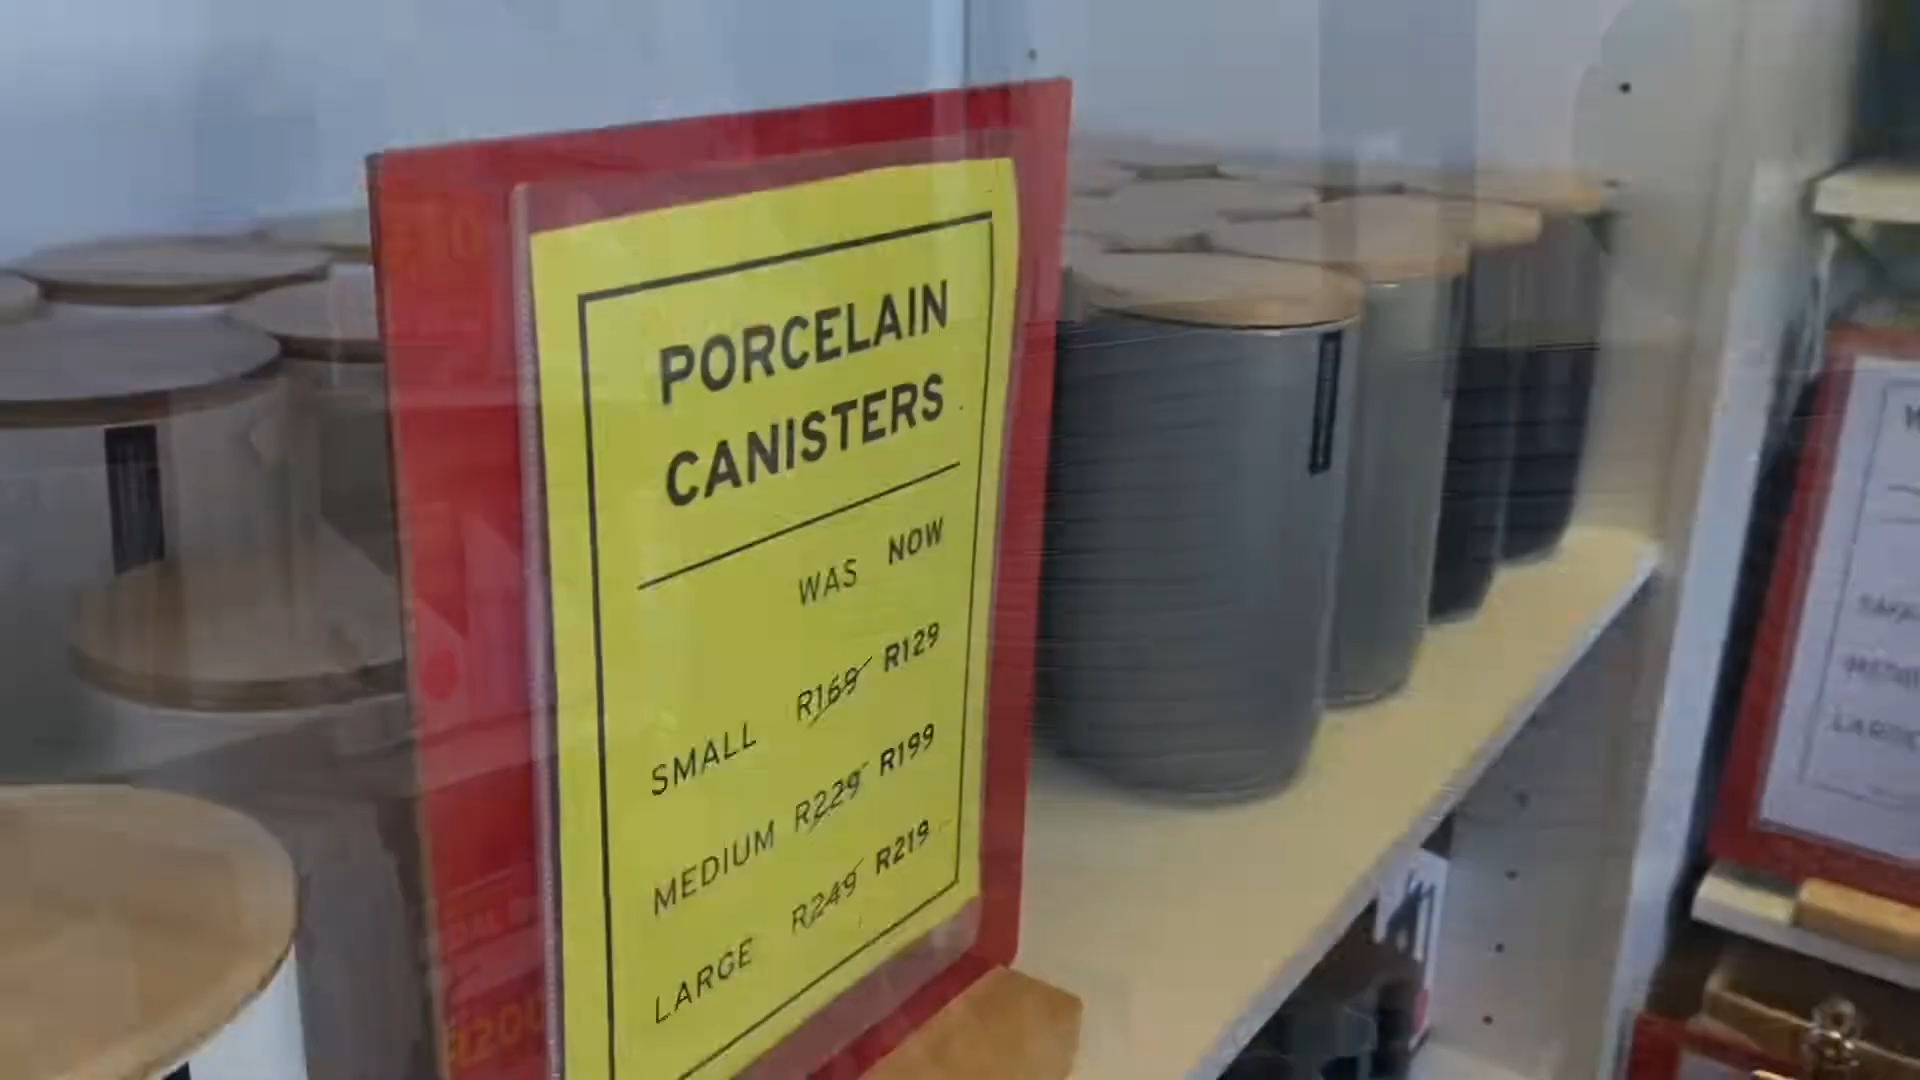 PORCELAIN
CANISTERS
WAS NOW
SMALL R169 R129
MEDIUM R229 R199
LARGE R249 R219